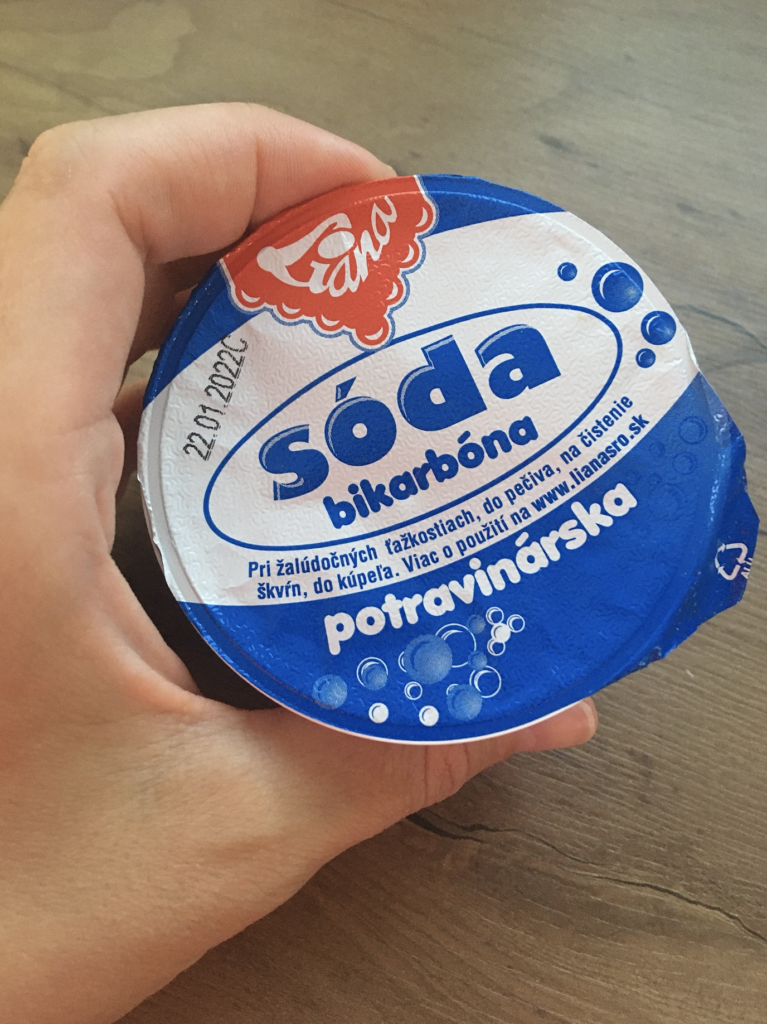 Liana
22.01.2022C
sóda
bikarbóna
Pri žalúdočných ťažkostiach, do pečiva, na čistenie
škvŕn, do kúpeľa. Viac o použití na www.lianasro.sk
potravinárska